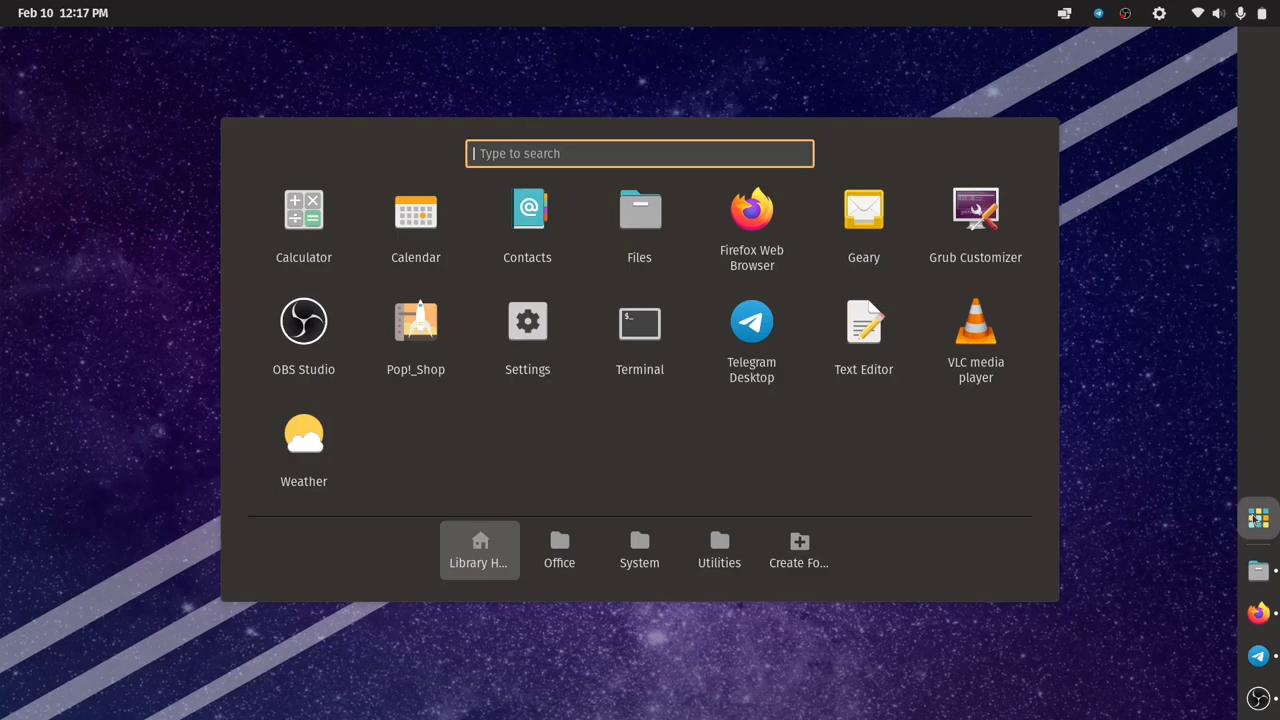 Feb 10 12:17 PM
Type to search
Calculator
Calendar
Contacts
Files
Firefox Web
Browser
Geary
Grub Customizer
OBS Studio
Pop!_Shop
Settings
$_
Terminal
Telegram
Desktop
Text Editor
VLC media
player
Weather
Library H...
Office
System
Utilities
Create Fo...